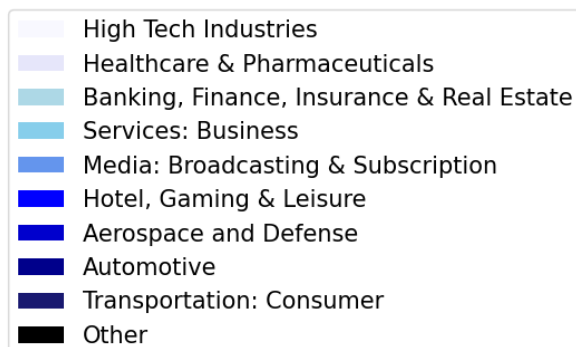 High Tech Industries
Healthcare & Pharmaceuticals
Banking, Finance, Insurance & Real Estate
Services: Business
Media: Broadcasting & Subscription
Hotel, Gaming & Leisure
Aerospace and Defense
Automotive
Transportation: Consumer
Other